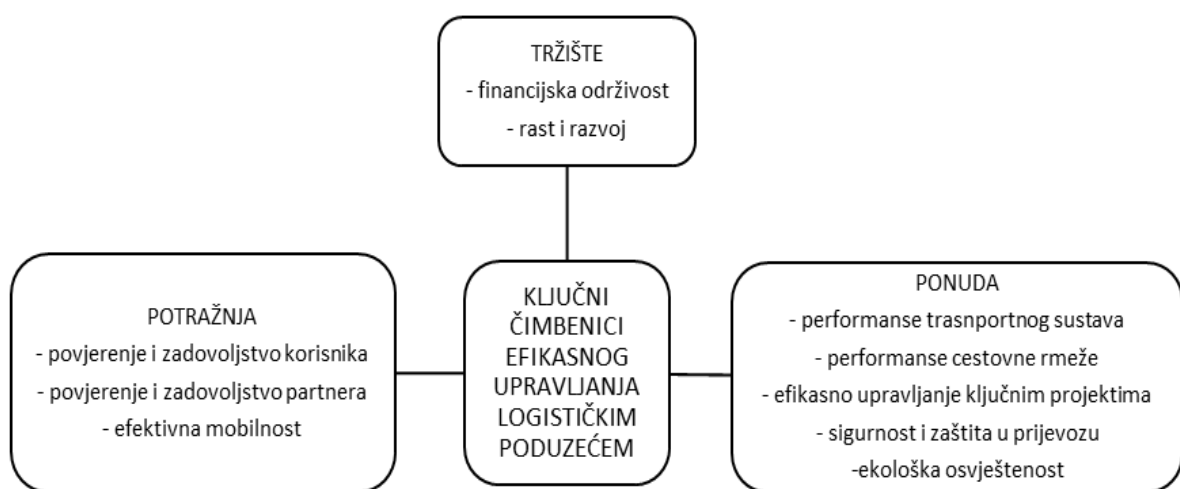 TRŽIŠTE
- financijska održivost
- rast i razvoj
POTRAŽNJA
- povjerenje i zadovoljstvo korisnika
- povjerenje i zadovoljstvo partnera
- efektivna mobilnost
KLJUČNI
ČIMBENICI
EFIKASNOG
UPRAVLJANJA
LOGISTIČKIM
PODUZEĆEM
PONUDA
- performanse trasnportnog sustava
- performanse cestovne rmeže
- efikasno upravljanje ključnim projektima
- sigurnost i zaštita u prijevozu
-ekološka osvještenost